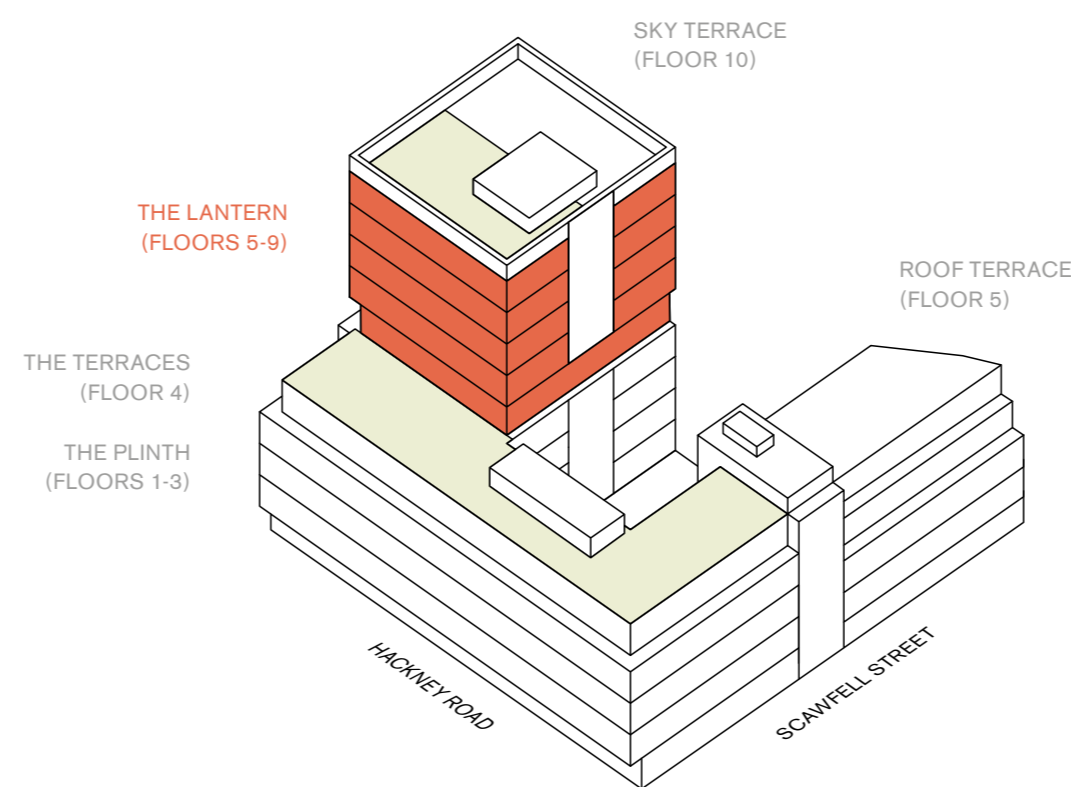 SKY TERRACE
(FLOOR 10)
THE LANTERN
(FLOORS 5-9)
ROOF TERRACE
(FLOOR 5)
THE TERRACES
(FLOOR 4)
THE PLINTH
(FLOORS 1-3)
HACKNEY ROAD
SCAWFELL STREET